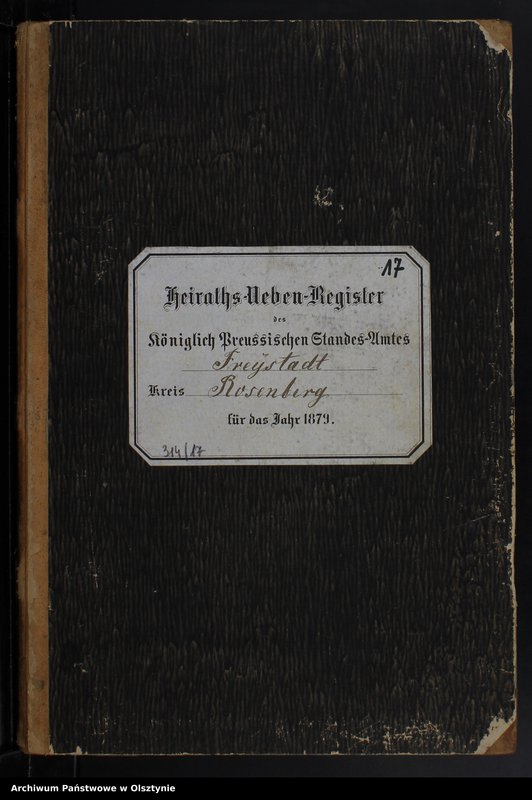 17
Heiraths-Neben-Register
des
Königlich Preussischen Standes-Amtes
Freÿstadt
Kreis Rosenberg
für das Jahr 1879.
314/17
Archiwum Państwowe w Olsztynie